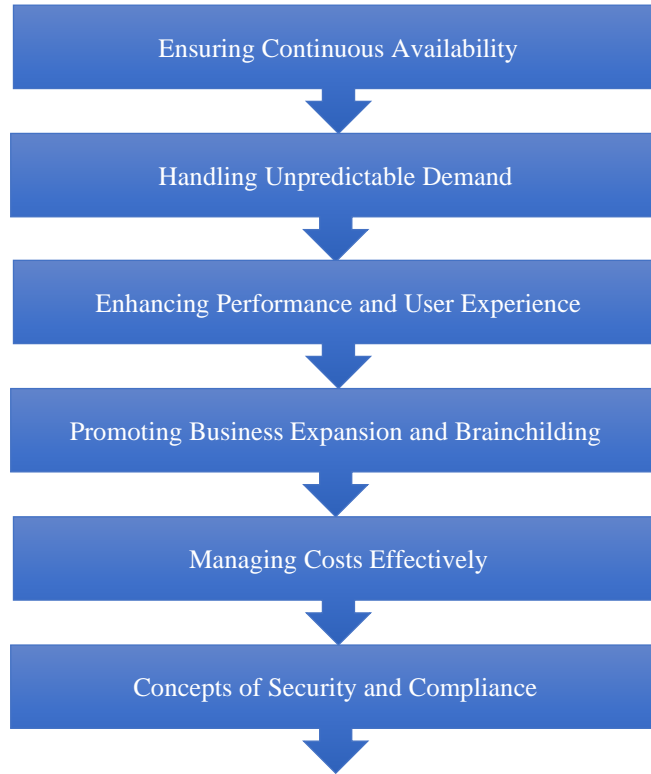 Ensuring Continuous Availability
Handling Unpredictable Demand
Enhancing Performance and User Experience
Promoting Business Expansion and Brainchilding
Managing Costs Effectively
Concepts of Security and Compliance